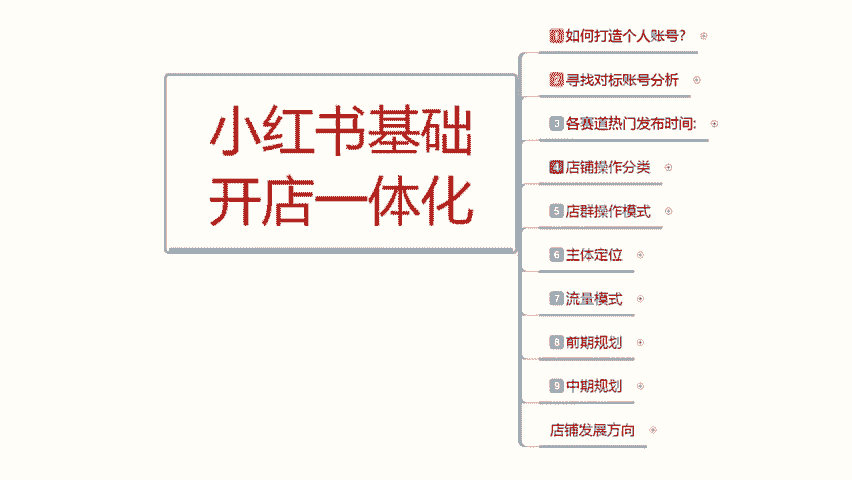 小红书基础
开店一体化
1 如何打造个人账号?
2 寻找对标账号分析
3 各赛道热门发布时间:
4 店铺操作分类
5 店群操作模式
6 主体定位
7 流量模式
8 前期规划
9 中期规划
店铺发展方向